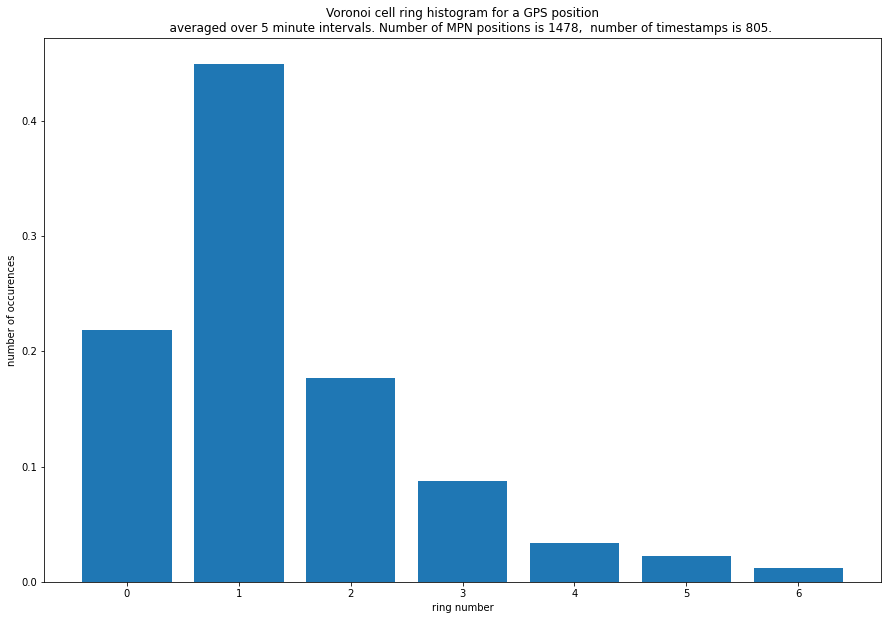 Voronoi cell ring histogram for a GPS position
averaged over 5 minute intervals. Number of MPN positions is 1478,  number of timestamps is 805.
number of occurences
0.4
0.3
0.2
0.1
0.0
0 1 2 3 4 5 6
ring number